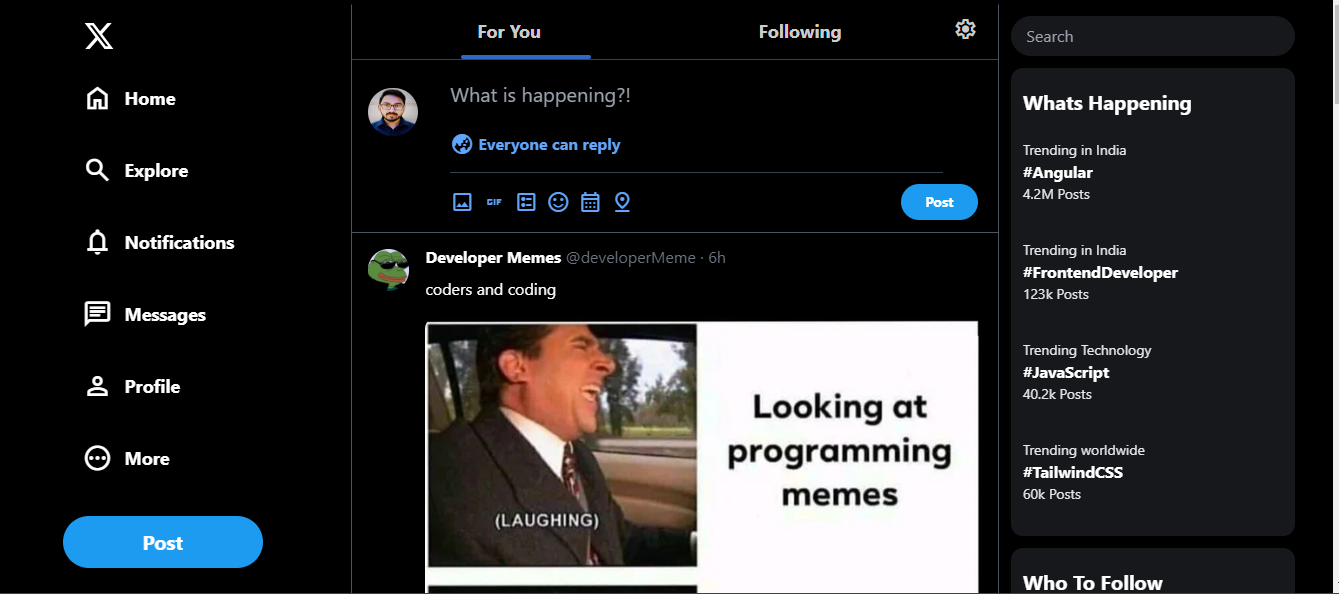 Home
Explore
Notifications
Messages
Profile
More
Post
For You
Following
What is happening?!
Everyone can reply
GIF
Post
Developer Memes @developerMeme · 6h
coders and coding
(LAUGHING)
Looking at
programming
memes
Search
Whats Happening
Trending in India
#Angular
4.2M Posts
Trending in India
#FrontendDeveloper
123k Posts
Trending Technology
#JavaScript
40.2k Posts
Trending worldwide
#TailwindCSS
60k Posts
Who To Follow